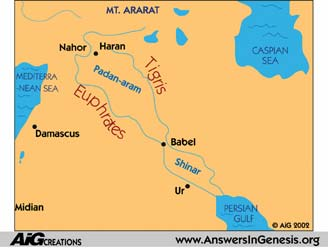 MT. ARARAT
CASPIAN
SEA
Nahor
Haran
Padan-aram
Tigris
MEDITERRA
-NEAN SEA
Euphrates
Damascus
Babel
Shinar
Ur
Midian
PERSIAN
GULF
© AiG 2002
AiG CREATIONS
www.AnswersInGenesis.org